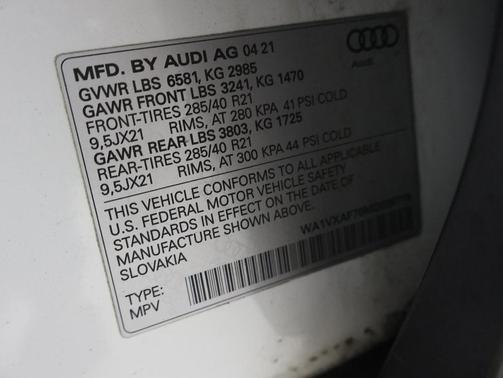 MFD. BY AUDI AG 04 21
GVWR LBS 6581, KG 2985
GAWR FRONT LBS 3241, KG 1470
FRONT-TIRES 285/40 R21
9,5JX21 RIMS, AT 280 KPA 41 PSI COLD
GAWR REAR LBS 3803, KG 1725
REAR-TIRES 285/40 R21
9,5JX21 RIMS, AT 300 KPA 44 PSI COLD
THIS VEHICLE CONFORMS TO ALL APPLICABLE
U.S. FEDERAL MOTOR VEHICLE SAFETY
STANDARDS IN EFFECT ON THE DATE OF
MANUFACTURE SHOWN ABOVE.
SLOVAKIA
TYPE:
MPV
Audi